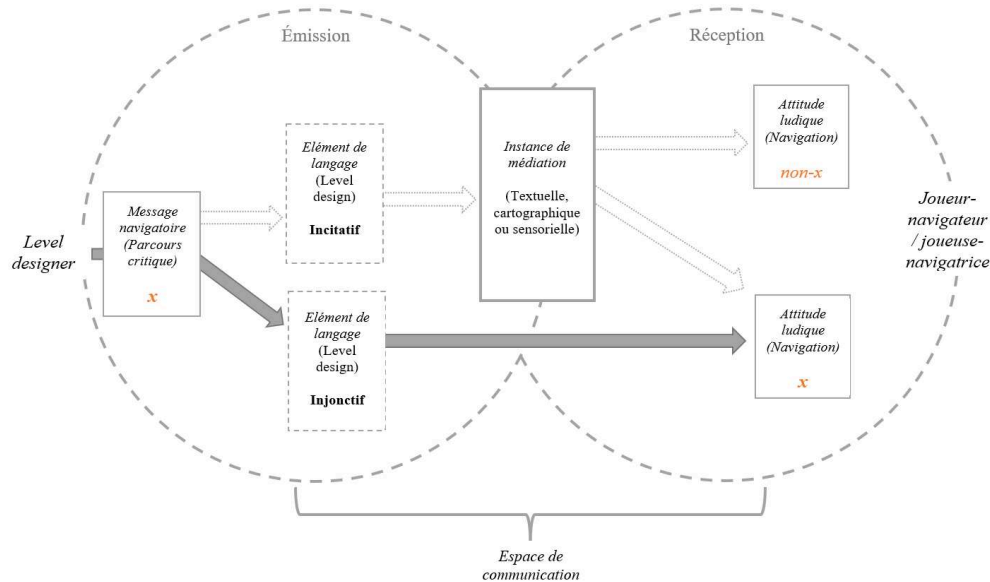 Émission
Réception
Level
designer
Message
navigatoire
(Parcours
critique)
x
Elément de
langage
(Level
design)
Incitatif
Elément de
langage
(Level
design)
Injonctif
Instance de
médiation
(Textuelle,
cartographique
ou sensorielle)
Attitude
ludique
(Navigation)
non-x
Attitude
ludique
(Navigation)
x
Joueur-
navigateur
/ joueuse-
navigatrice
Espace de
communication